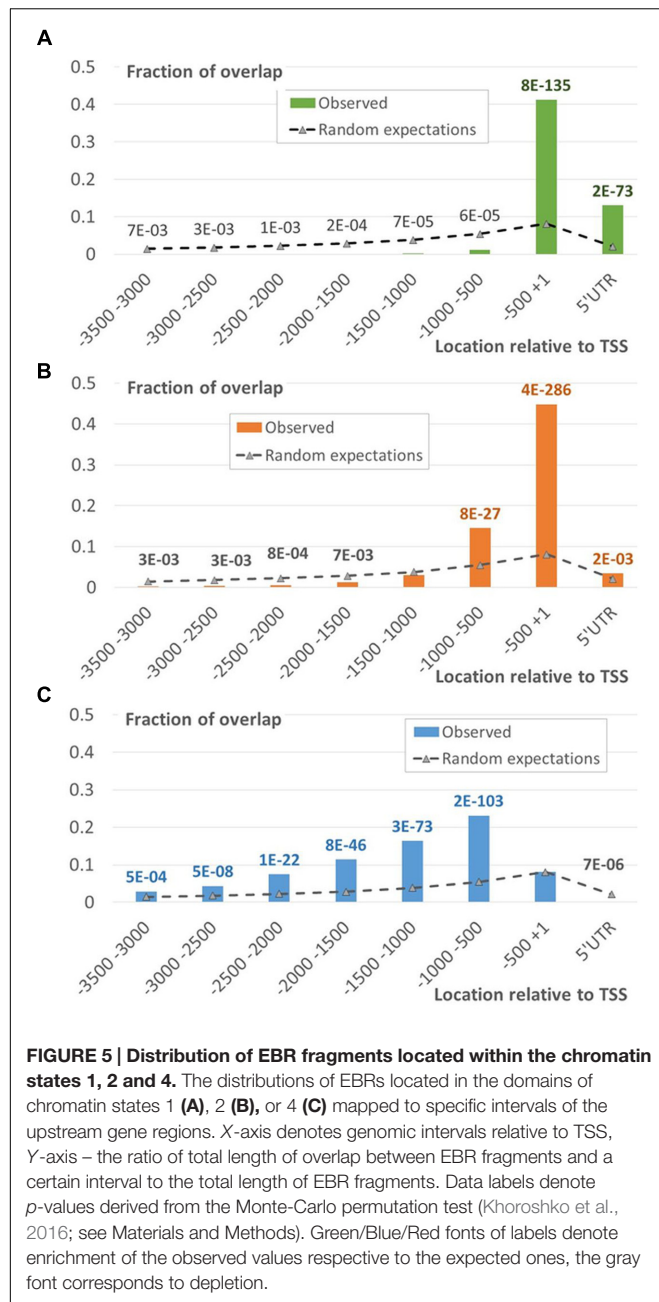 A
Fraction of overlap
0.5
0.4
0.3
0.2
0.1
0
Observed
Random expectations
7E-03
3E-03
1E-03
2E-04
7E-05
6E-05
8E-135
2E-73
-3500 -3000
-3000 -2500
-2500 -2000
-2000 -1500
-1500 -1000
-1000 -500
-500 +1
5'UTR
Location relative to TSS
B
Fraction of overlap
0.5
0.4
0.3
0.2
0.1
0
Observed
Random expectations
3E-03
3E-03
8E-04
7E-03
8E-27
4E-286
2E-03
-3500 -3000
-3000 -2500
-2500 -2000
-2000 -1500
-1500 -1000
-1000 -500
-500 +1
5'UTR
Location relative to TSS
C
Fraction of overlap
0.5
0.4
0.3
0.2
0.1
0
Observed
Random expectations
5E-04
5E-08
1E-22
8E-46
3E-73
2E-103
7E-06
-3500 -3000
-3000 -2500
-2500 -2000
-2000 -1500
-1500 -1000
-1000 -500
-500 +1
5'UTR
Location relative to TSS
FIGURE 5 | Distribution of EBR fragments located within the chromatin
states 1, 2 and 4. The distributions of EBRs located in the domains of
chromatin states 1 (A), 2 (B), or 4 (C) mapped to specific intervals of the
upstream gene regions. X-axis denotes genomic intervals relative to TSS,
Y-axis – the ratio of total length of overlap between EBR fragments and a
certain interval to the total length of EBR fragments. Data labels denote
p-values derived from the Monte-Carlo permutation test (Khoroshko et al.,
2016; see Materials and Methods). Green/Blue/Red fonts of labels denote
enrichment of the observed values respective to the expected ones, the gray
font corresponds to depletion.